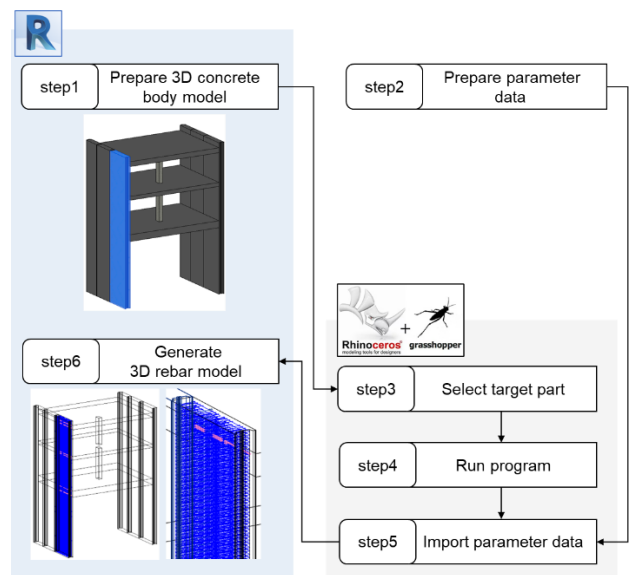 R
step1
Prepare 3D concrete
body model
step2
Prepare parameter
data
Rhinoceros®
modeling tools for designers
+
grasshopper
step6
Generate
3D rebar model
step3
Select target part
step4
Run program
step5
Import parameter data